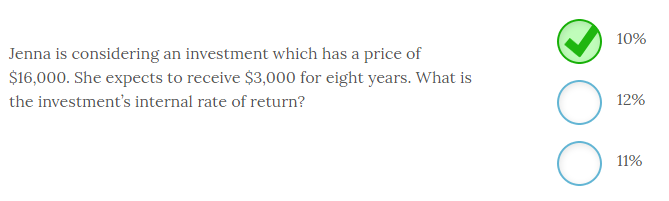 Jenna is considering an investment which has a price of
$16,000. She expects to receive $3,000 for eight years. What is
the investment's internal rate of return?
10%
12%
11%